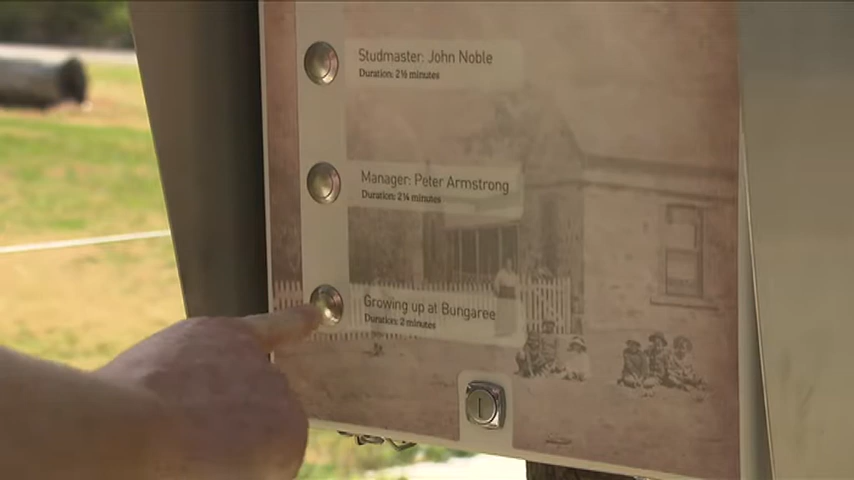 Studmaster: John Noble
Duration: 2½ minutes
Manager: Peter Armstrong
Duration: 2¼ minutes
Growing up at Bungaree
Duration: 2 minutes